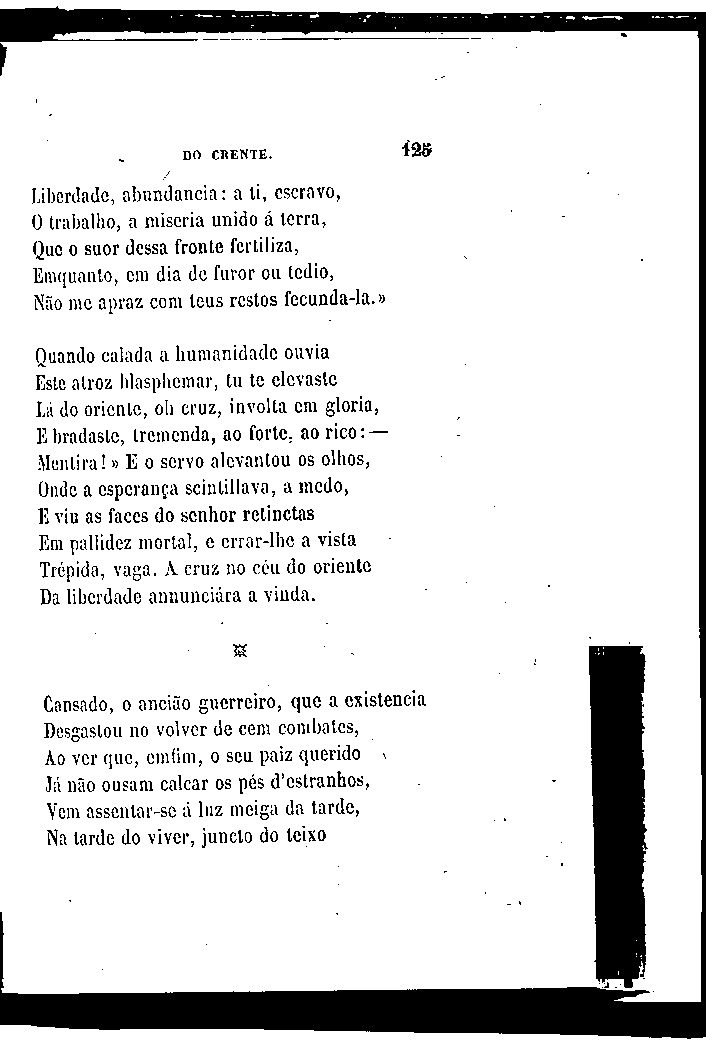 DO CRENTE. 125
Liberdade, abundancia: a ti, escravo,
O trabalho, a miseria unido á terra,
Que o suor dessa fronte fertiliza,
Emquanto, em dia de furor ou tedio,
Não me apraz com teus restos fecunda-la.»
Quando calada a humanidade ouvia
Este atroz blasphemar, tu te elevaste
Lá do oriente, oh cruz, involta em gloria,
E bradaste, tremenda, ao forte, ao rico:—
Mentira!» E o servo alevantou os olhos,
Onde a esperança scintillava, a medo,
E viu as faces do senhor retinctas
Em pallidez mortal, e errar-lhe a vista
Trépida, vaga. A cruz no céu do oriente
Da liberdade annunciára a vinda.
Cansado, o ancião guerreiro, que a existencia
Desgastou no volver de cem combates,
Ao ver que, emfim, o seu paiz querido
Já não ousam calcar os pés d'estranhos,
Vem assentar-se á luz meiga da tarde,
Na tarde do viver, juncto do teixo